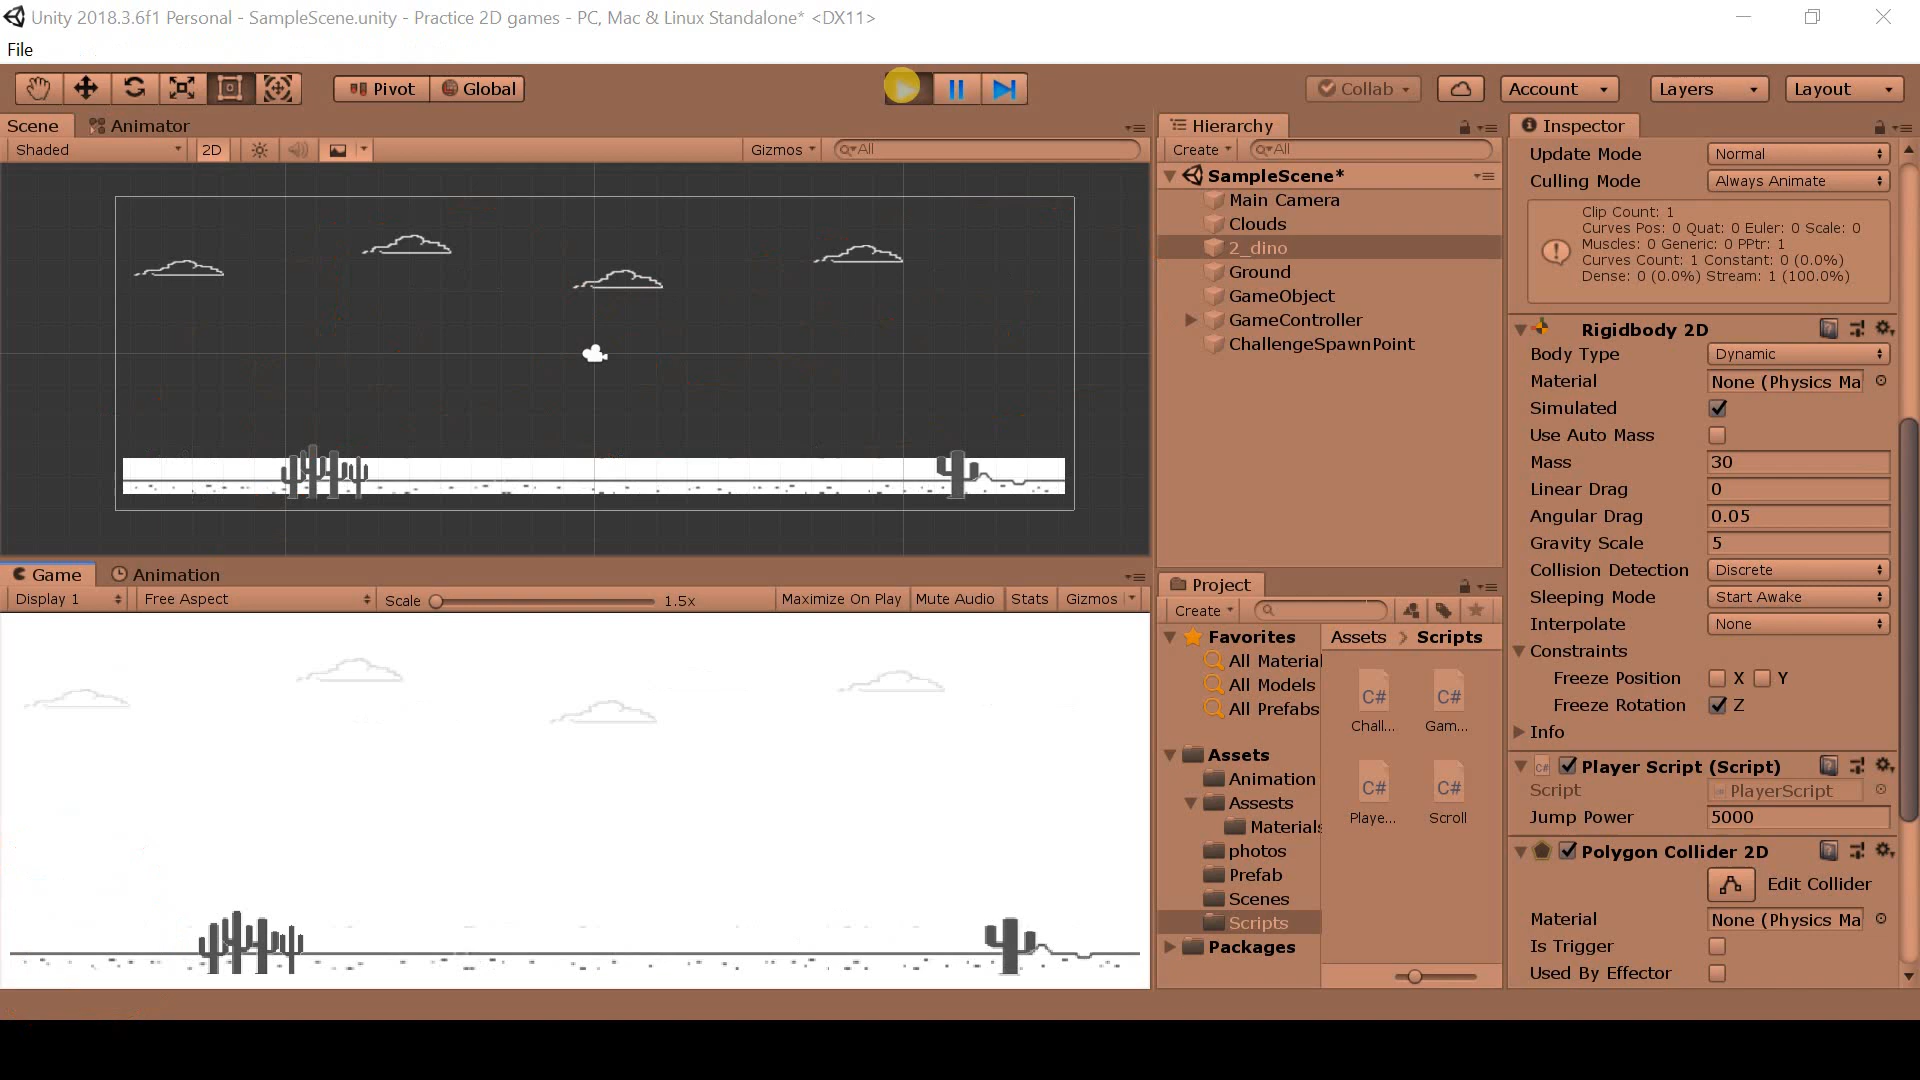 Unity 2018.3.6f1 Personal - SampleScene.unity - Practice 2D games - PC, Mac & Linux Standalone* <DX11>
File
Pivot Global
Collab Account Layers Layout
Scene Animator
Shaded 2D Gizmos All
Game Animation
Display 1 Free Aspect Scale 1.5x Maximize On Play Mute Audio Stats Gizmos
Hierarchy
Create All
SampleScene*
Main Camera
Clouds
2_dino
Ground
GameObject
GameController
ChallengeSpawnPoint
Project
Create
Favorites
All Material
All Models
All Prefabs
Assets
Animation
Assests
Materials
photos
Prefab
Scenes
Scripts
Packages
Assets > Scripts
Chall... Gam...
Playe... Scroll
Inspector
Update Mode Normal
Culling Mode Always Animate
Clip Count: 1
Curves Pos: 0 Quat: 0 Euler: 0 Scale: 0
Muscles: 0 Generic: 0 PPtr: 1
Curves Count: 1 Constant: 0 (0.0%)
Dense: 0 (0.0%) Stream: 1 (100.0%)
Rigidbody 2D
Body Type Dynamic
Material None (Physics Ma
Simulated
Use Auto Mass
Mass 30
Linear Drag 0
Angular Drag 0.05
Gravity Scale 5
Collision Detection Discrete
Sleeping Mode Start Awake
Interpolate None
Constraints
Freeze Position X Y
Freeze Rotation Z
Info
C# Player Script (Script)
Script PlayerScript
Jump Power 5000
Polygon Collider 2D
Edit Collider
Material None (Physics Ma
Is Trigger
Used By Effector